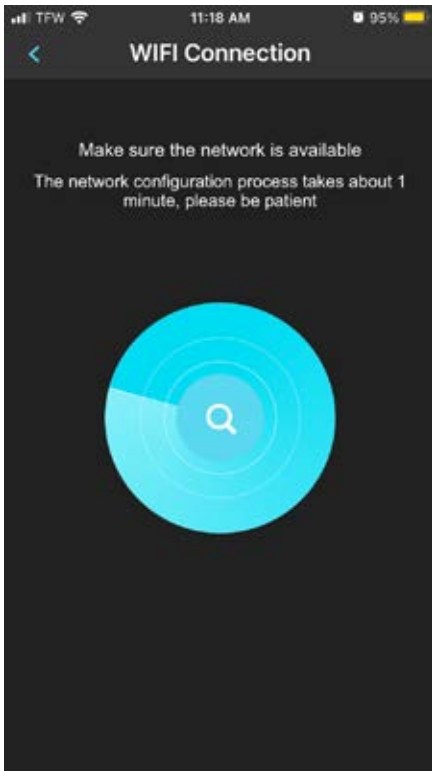 TFW 11:18 AM 95%
WIFI Connection
Make sure the network is available
The network configuration process takes about 1
minute, please be patient